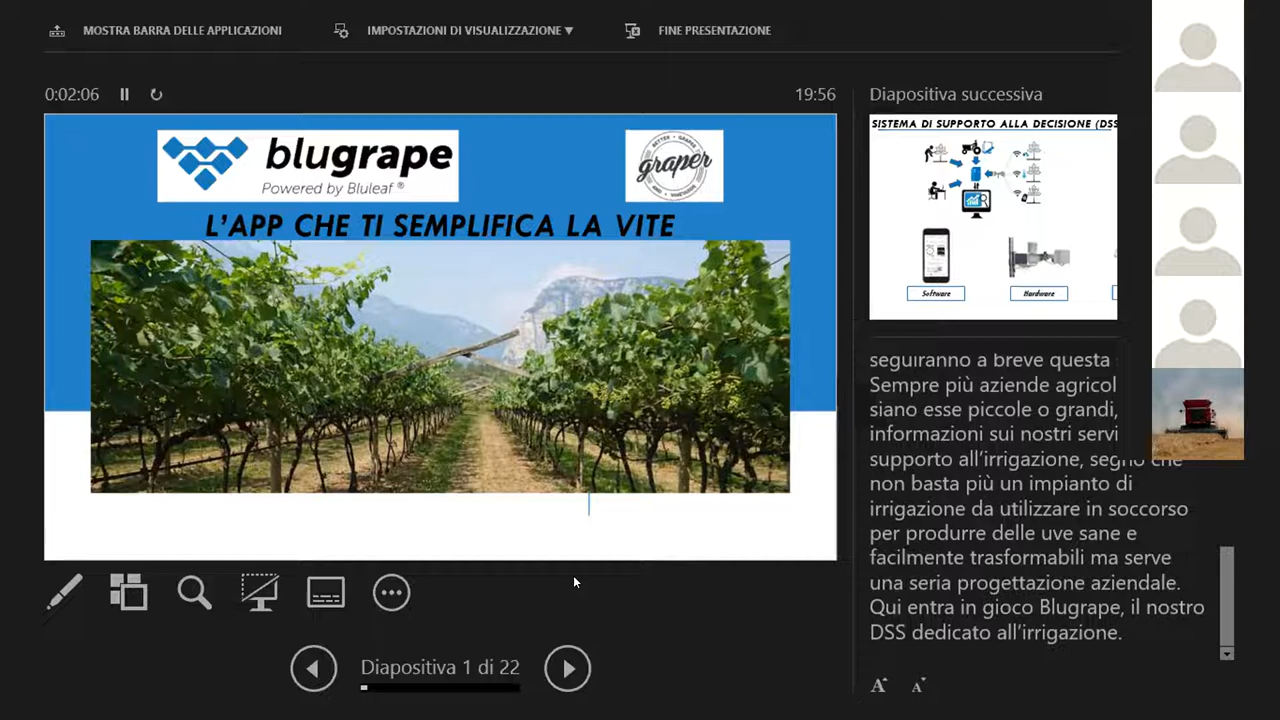 MOSTRA BARRA DELLE APPLICAZIONI
IMPOSTAZIONI DI VISUALIZZAZIONE ▼
FINE PRESENTAZIONE
0:02:06
19:56
blugrape
Powered by Bluleaf ®
BETTER · GRAPES
graper
L'APP CHE TI SEMPLIFICA LA VITE
Diapositiva 1 di 22
Diapositiva successiva
SISTEMA DI SUPPORTO ALLA DECISIONE (DSS
Software
Hardware
seguiranno a breve questa
Sempre più aziende agricol
siano esse piccole o grandi,
informazioni sui nostri servi
supporto all'irrigazione, segno che
non basta più un impianto di
irrigazione da utilizzare in soccorso
per produrre delle uve sane e
facilmente trasformabili ma serve
una seria progettazione aziendale.
Qui entra in gioco Blugrape, il nostro
DSS dedicato all'irrigazione.
A A